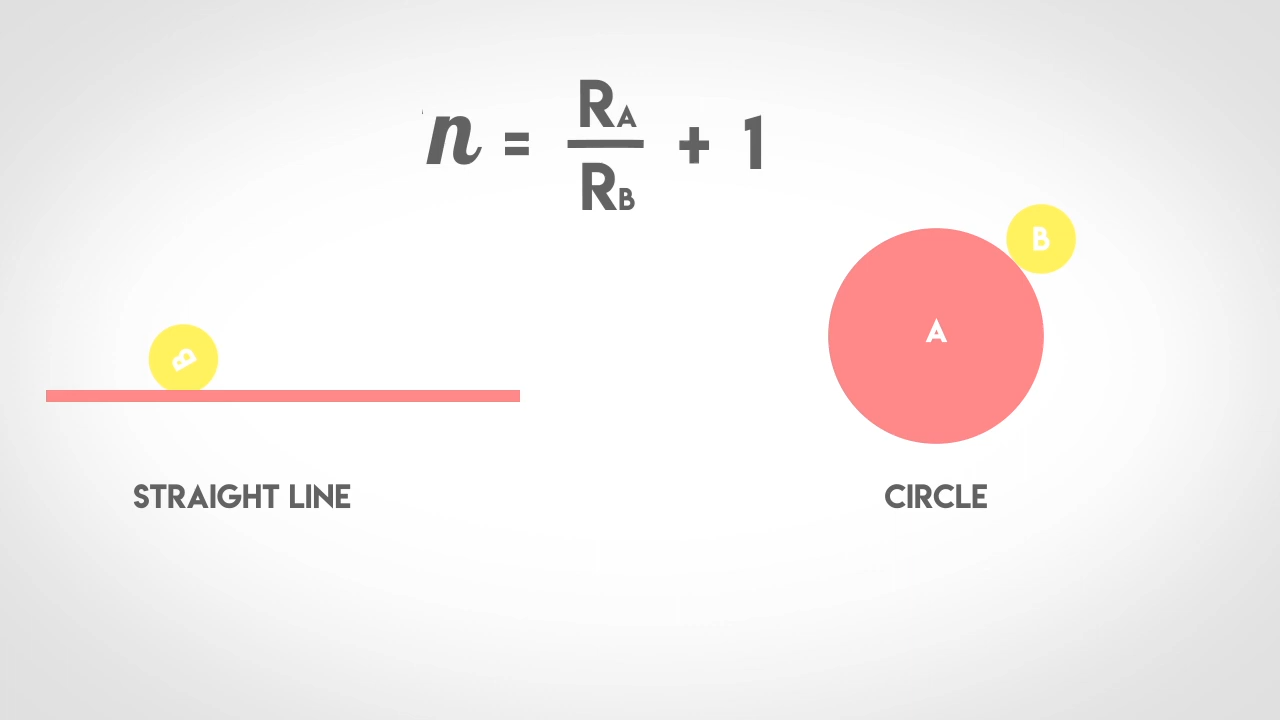 n = RA/RB + 1
B
A
B
STRAIGHT LINE
CIRCLE